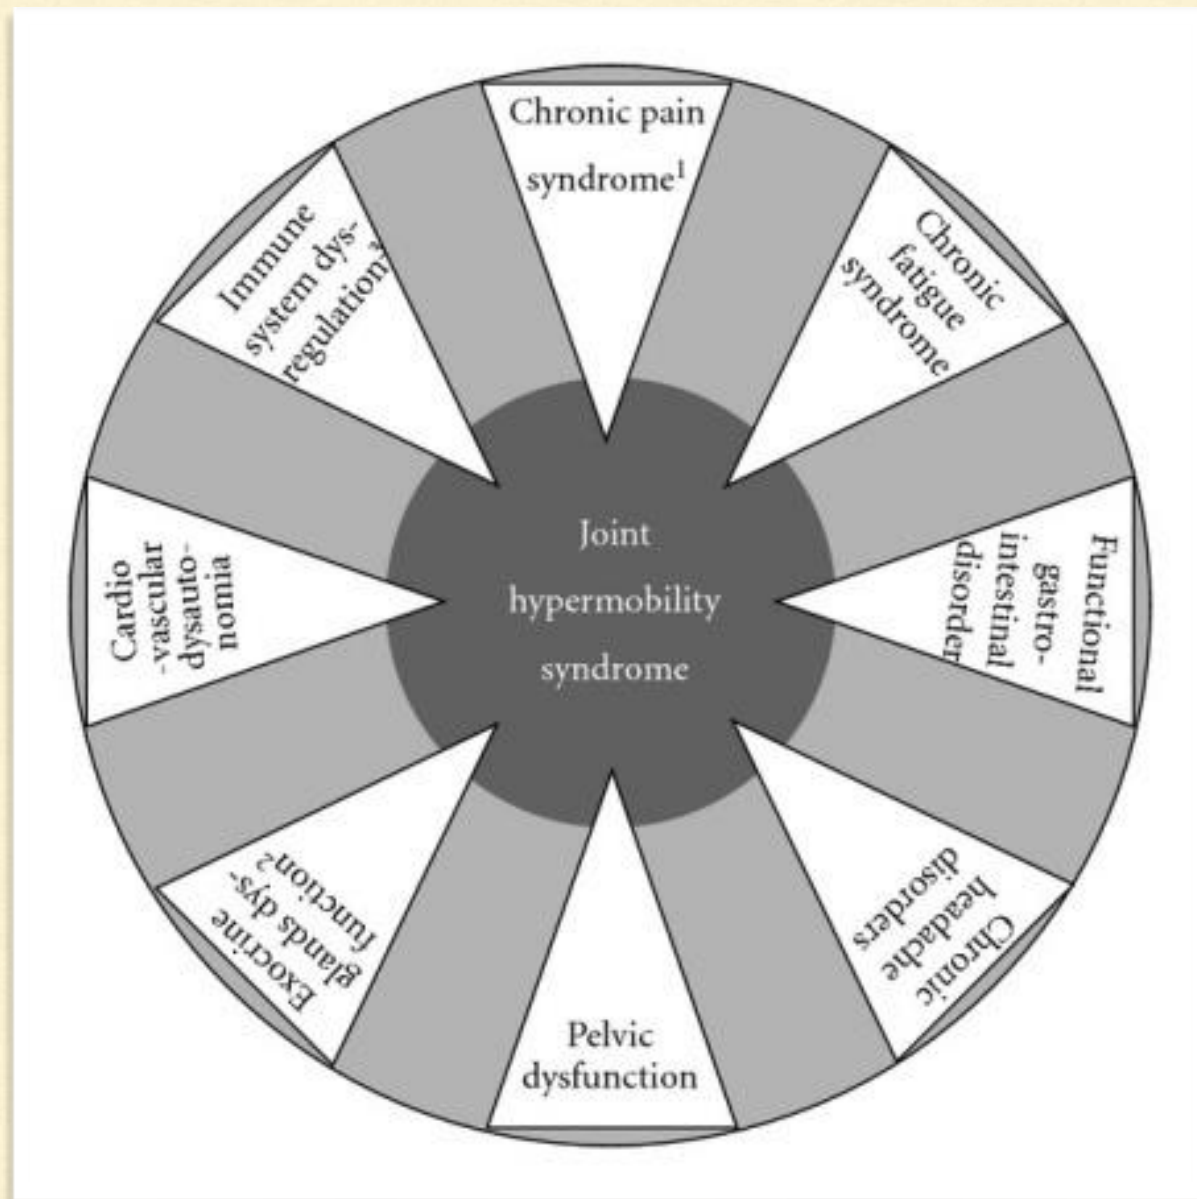 Chronic pain
syndrome¹
Chronic
fatigue
syndrome
Functional
gastro-
intestinal
disorder
Chronic
headache
disorders
Pelvic
dysfunction
Exocrine
glands dys-
function²
Cardio
-vascular
dysauto-
nomia
Immune
system dys-
regulation³
Joint
hypermobility
syndrome